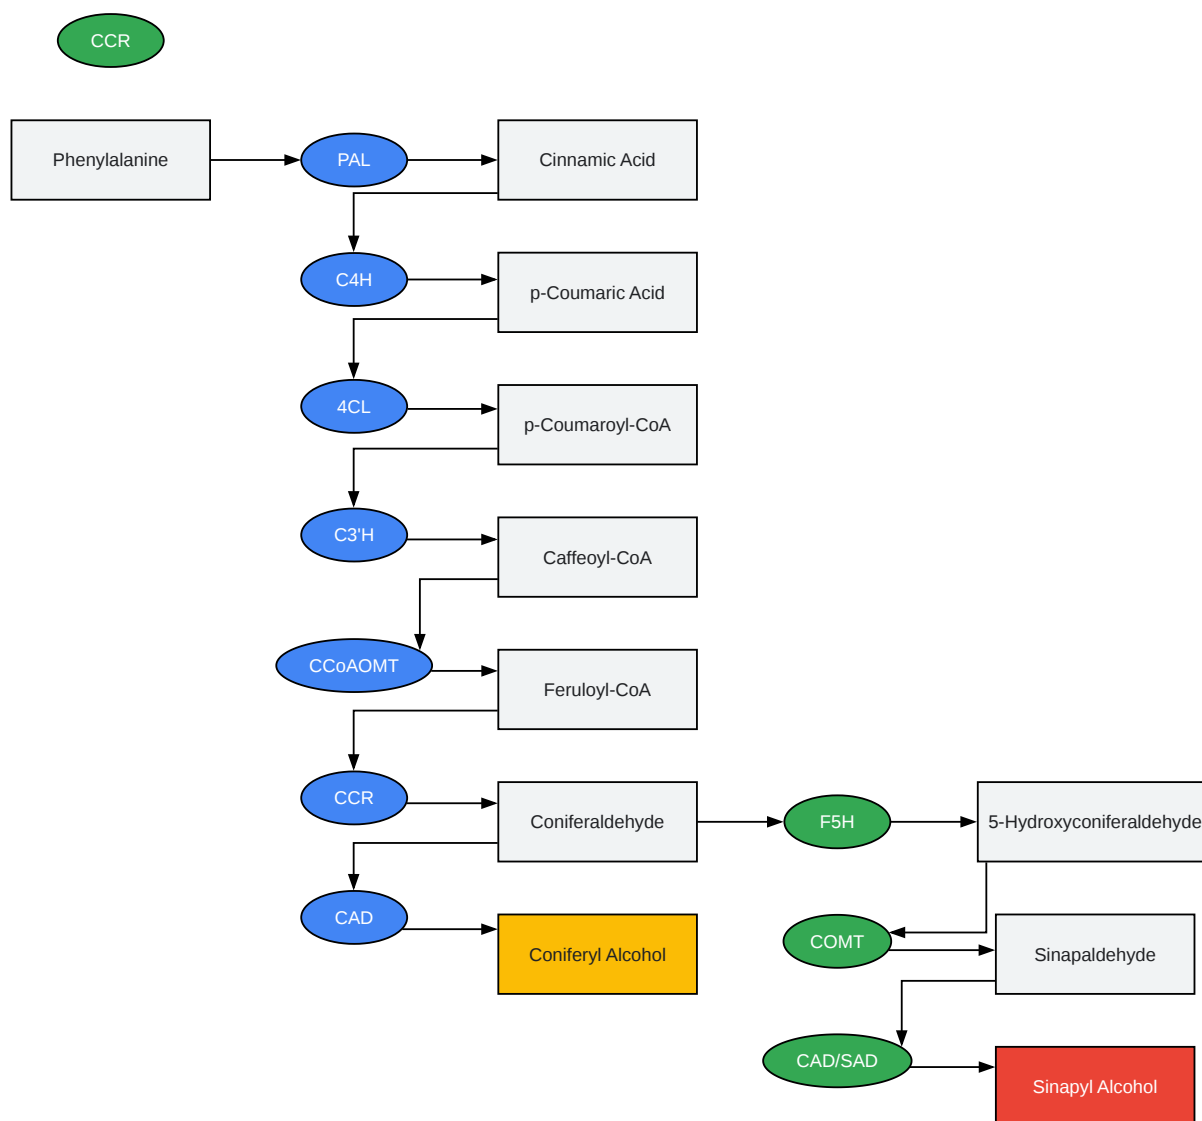 CCR
Phenylalanine
PAL
Cinnamic Acid
C4H
p-Coumaric Acid
4CL
p-Coumaroyl-CoA
C3'H
Caffeoyl-CoA
CCoAOMT
Feruloyl-CoA
CCR
Coniferaldehyde
F5H
5-Hydroxyconiferaldehyde
CAD
Coniferyl Alcohol
COMT
Sinapaldehyde
CAD/SAD
Sinapyl Alcohol